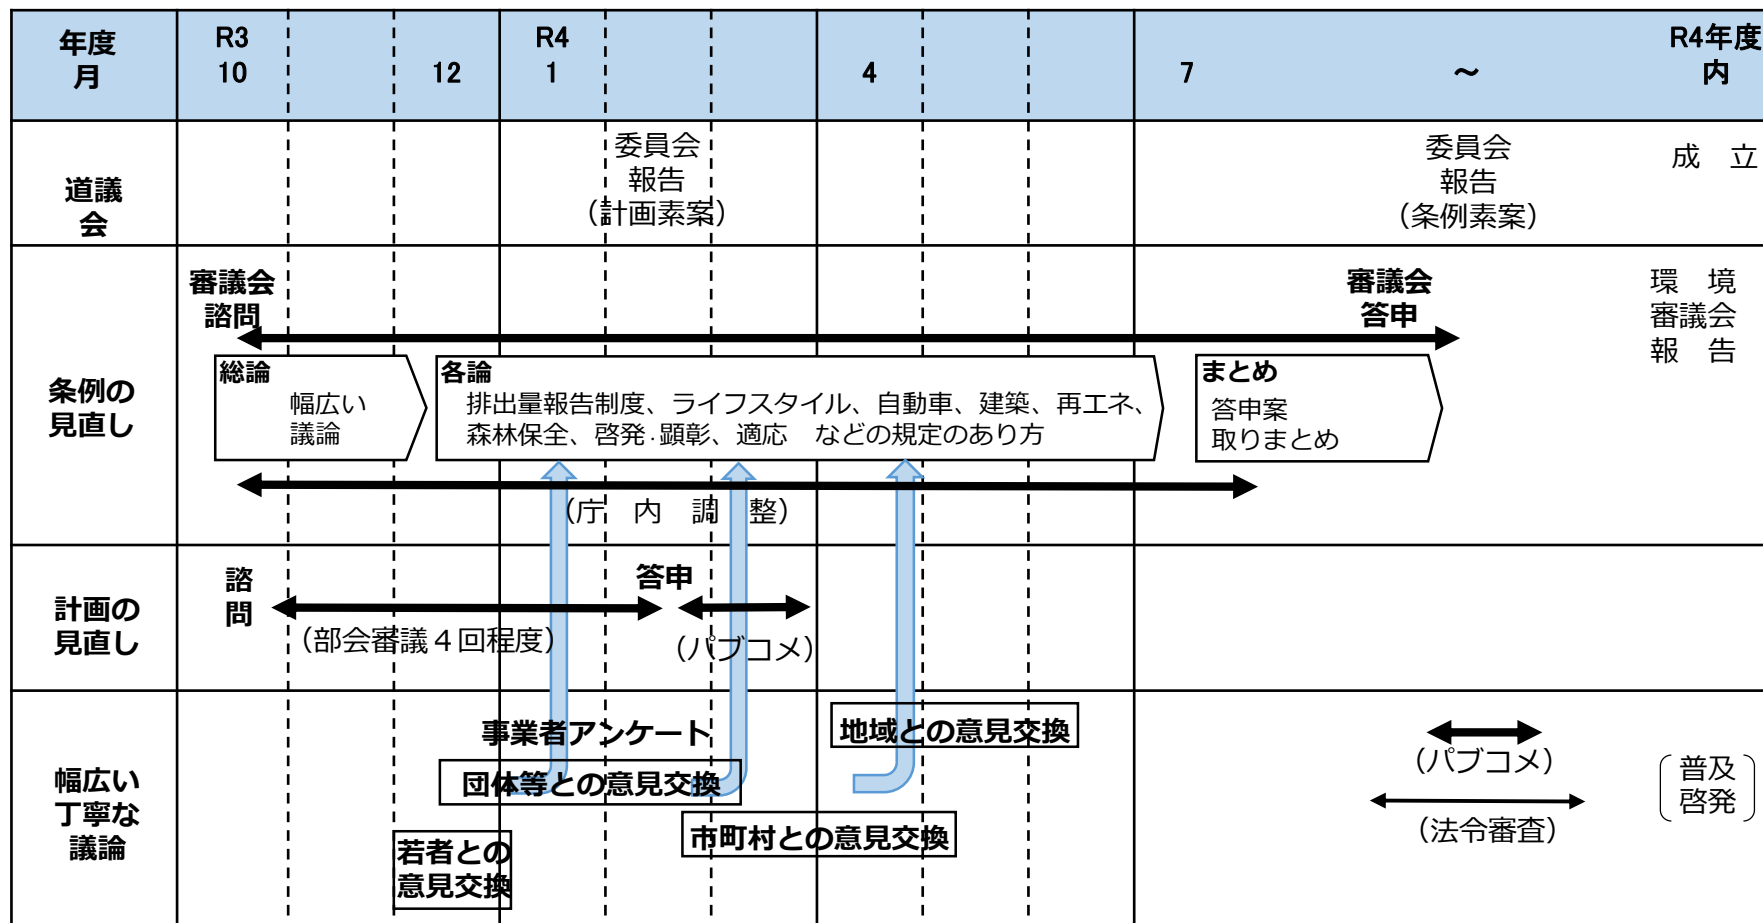 年度
月
R3
10
12
R4
1
4
7
～
R4年度
内
道議
会
委員会
報告
（計画素案）
委員会
報告
（条例素案）
成　立
条例の
見直し
審議会
諮問
審議会
答申
環　境
審議会
報　告
総論
幅広い
議論
各論
排出量報告制度、ライフスタイル、自動車、建築、再エネ、
森林保全、啓発・顕彰、適応　などの規定のあり方
まとめ
答申案
取りまとめ
（庁　内　調　整）
計画の
見直し
諮
問
答申
（部会審議４回程度）
（パブコメ）
幅広い
丁寧な
議論
事業者アンケート
団体等との意見交換
若者との
意見交換
市町村との意見交換
地域との意見交換
（パブコメ）
（法令審査）
普及
啓発